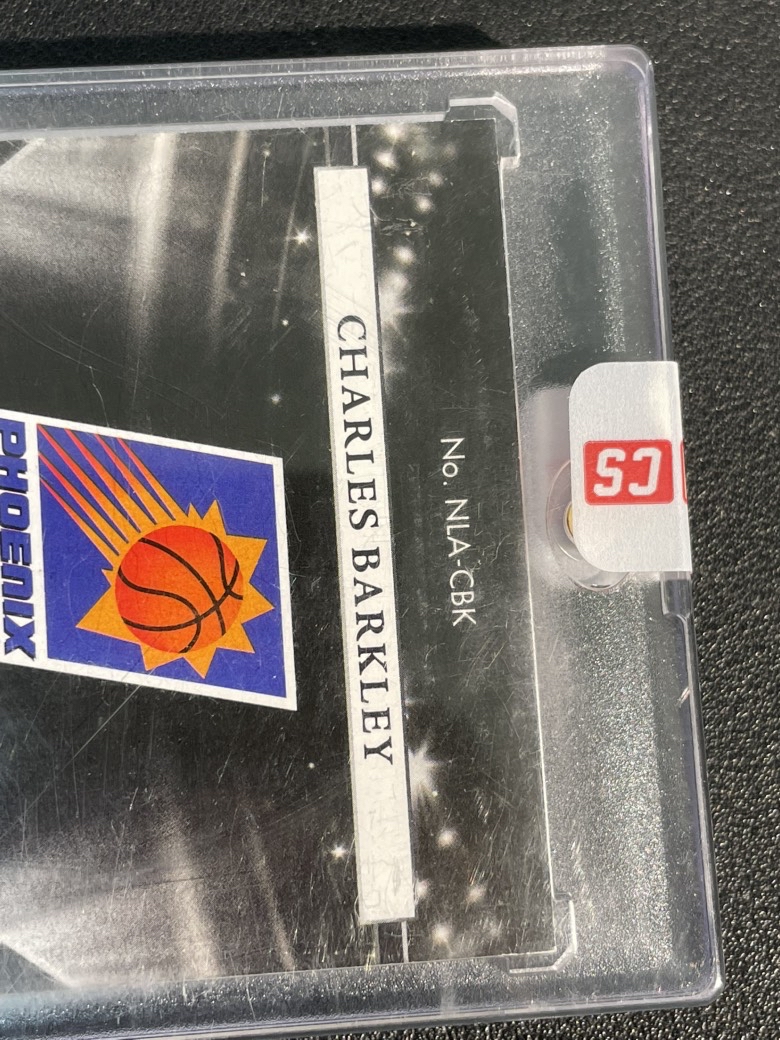 No. NLA-CBK
CHARLES BARKLEY
PHOENIX
CS